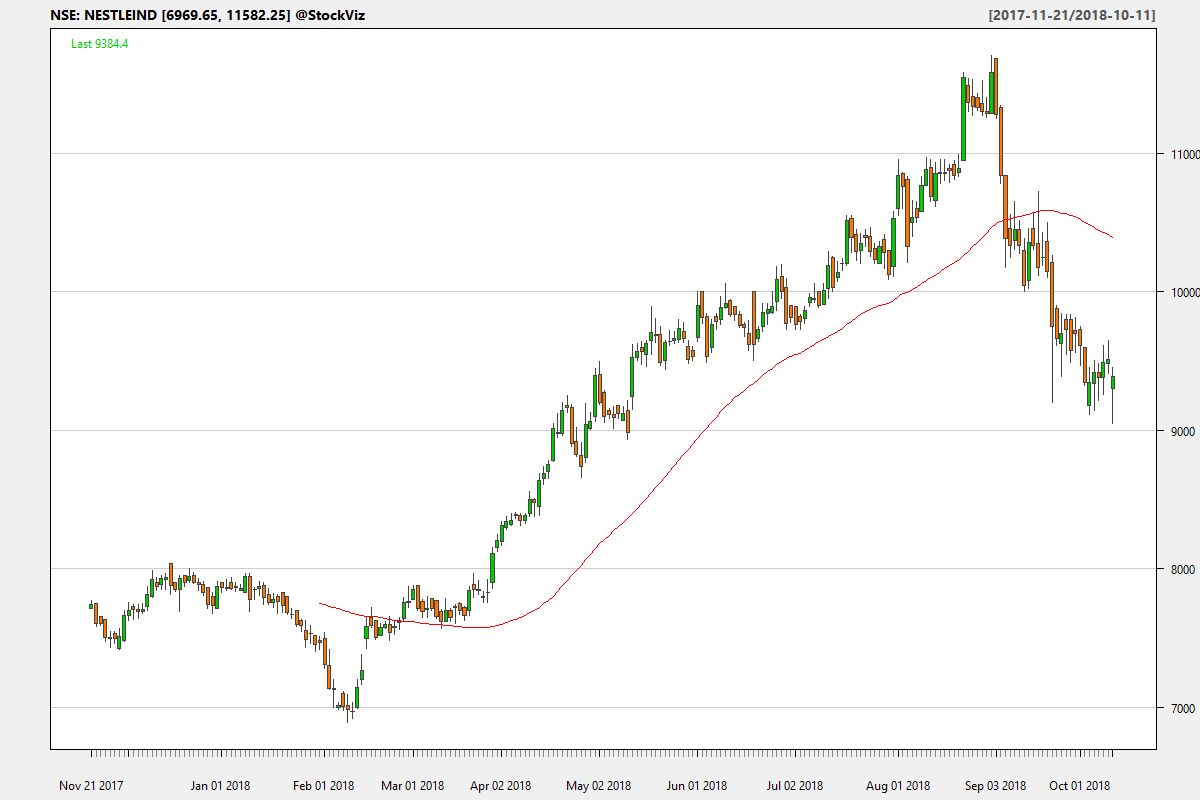 NSE: NESTLEIND [6969.65, 11582.25] @StockViz
[2017-11-21/2018-10-11]
Last 9384.4
11000
10000
9000
8000
7000
Nov 21 2017 Jan 01 2018 Feb 01 2018 Mar 01 2018 Apr 02 2018 May 02 2018 Jun 01 2018 Jul 02 2018 Aug 01 2018 Sep 03 2018 Oct 01 2018